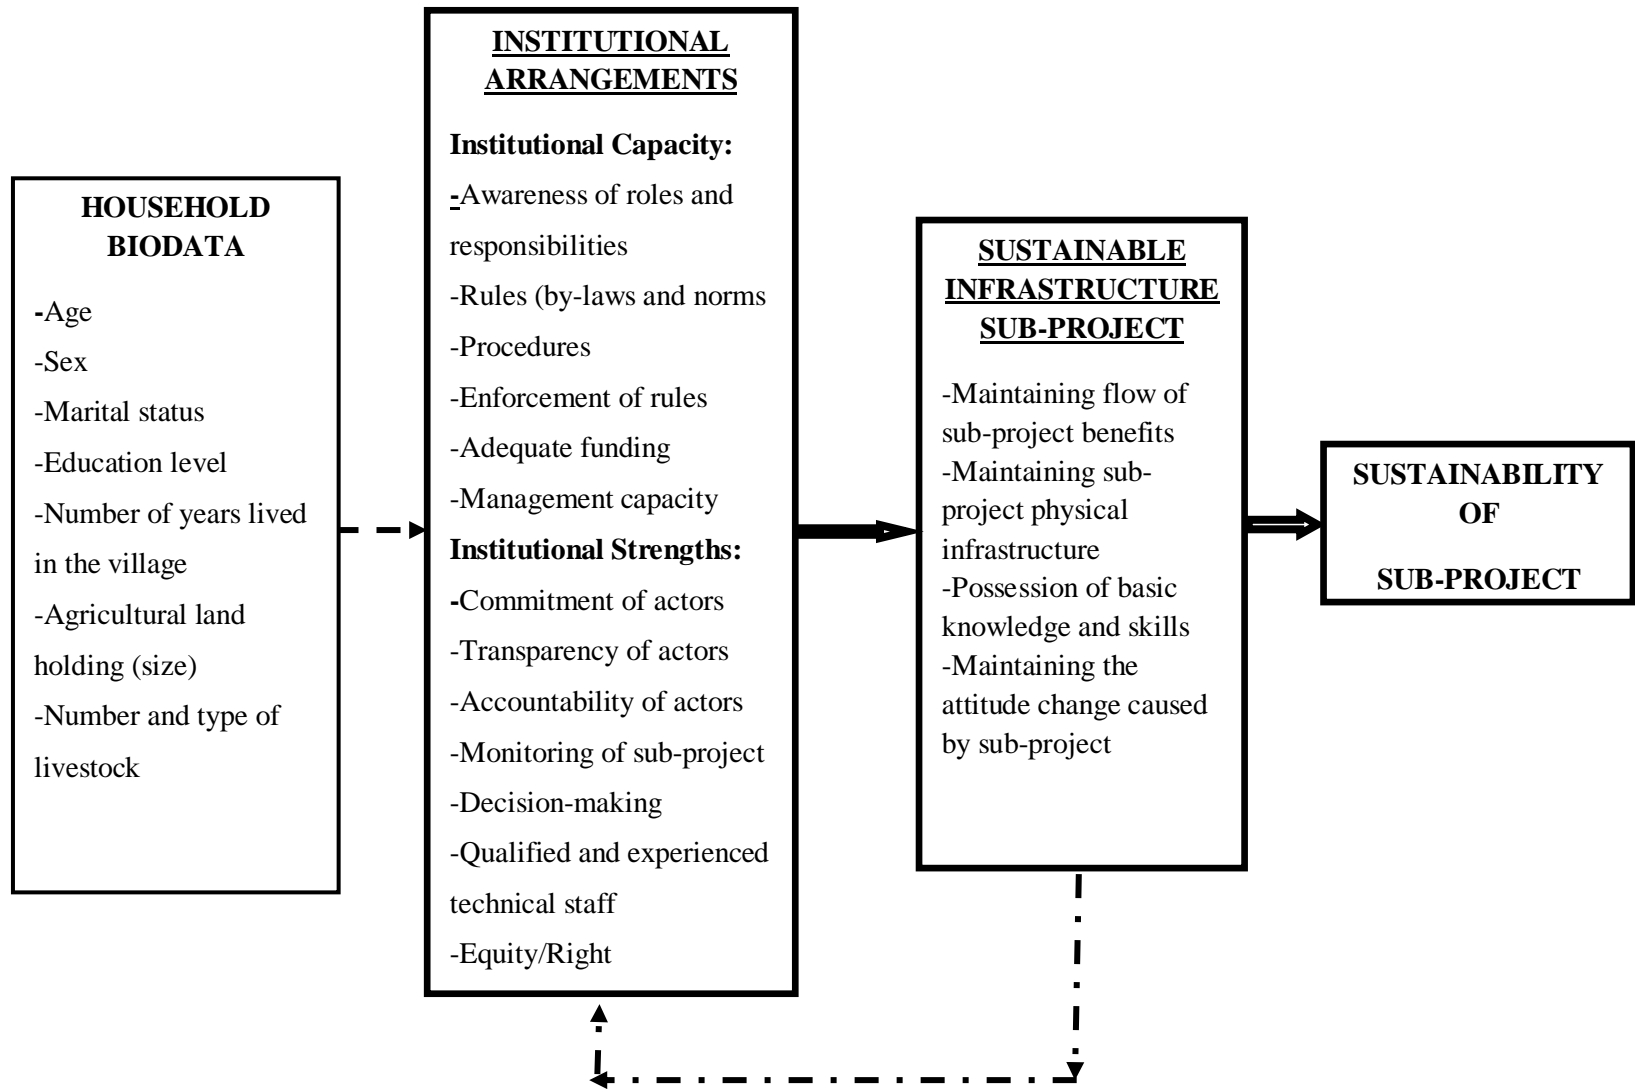 HOUSEHOLD
BIODATA
-Age
-Sex
-Marital status
-Education level
-Number of years lived
in the village
-Agricultural land
holding (size)
-Number and type of
livestock
INSTITUTIONAL
ARRANGEMENTS
Institutional Capacity:
-Awareness of roles and
responsibilities
-Rules (by-laws and norms
-Procedures
-Enforcement of rules
-Adequate funding
-Management capacity
Institutional Strengths:
-Commitment of actors
-Transparency of actors
-Accountability of actors
-Monitoring of sub-project
-Decision-making
-Qualified and experienced
technical staff
-Equity/Right
SUSTAINABLE
INFRASTRUCTURE
SUB-PROJECT
-Maintaining flow of
sub-project benefits
-Maintaining sub-
project physical
infrastructure
-Possession of basic
knowledge and skills
-Maintaining the
attitude change caused
by sub-project
SUSTAINABILITY
OF
SUB-PROJECT